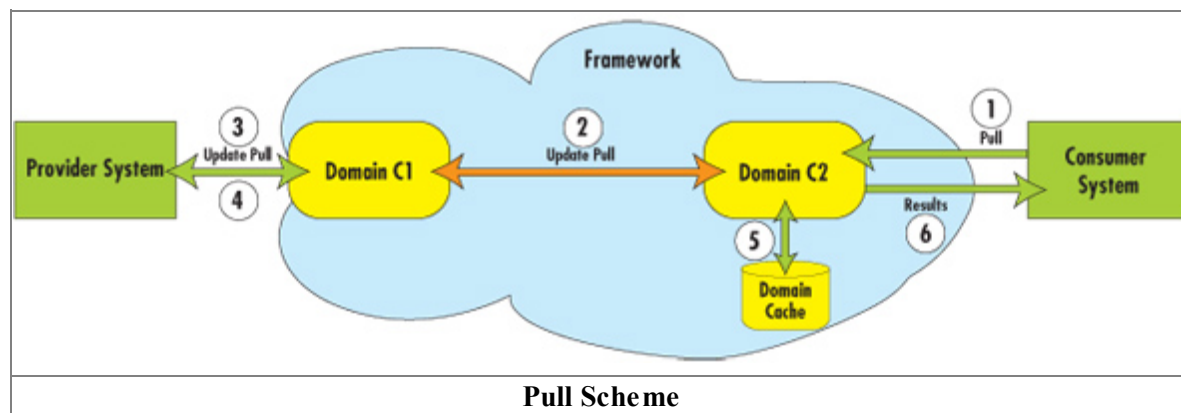 Framework
1
Pull
3
Update Pull
4
2
Update Pull
Provider System
Domain C1
Domain C2
Consumer
System
Results
6
5
Domain
Cache
Pull Scheme